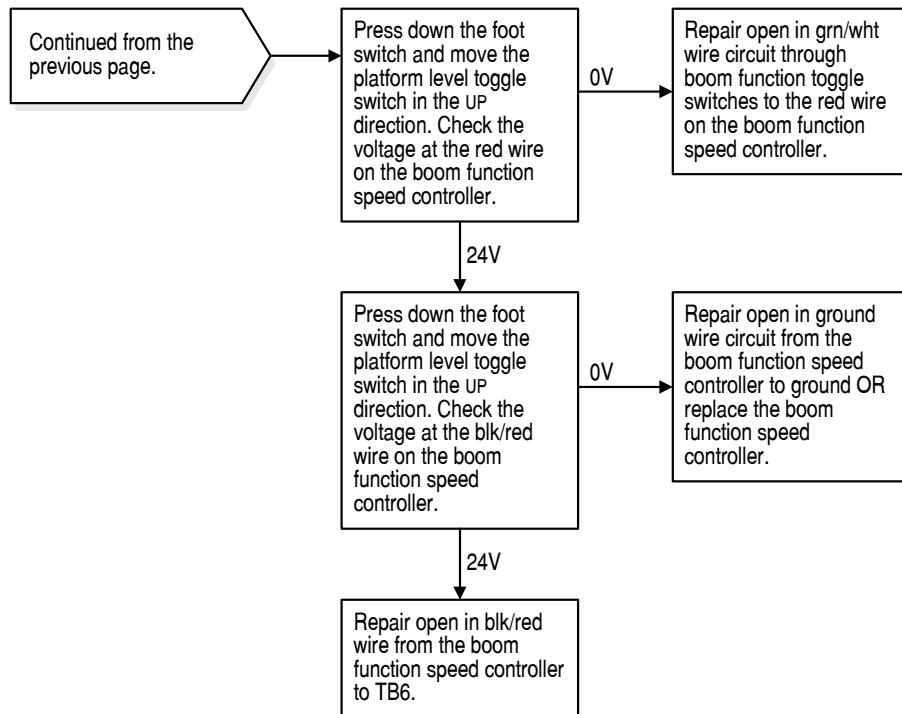 Continued from the
previous page.
Press down the foot
switch and move the
platform level toggle
switch in the UP
direction. Check the
voltage at the red wire
on the boom function
speed controller.
0V
Repair open in grn/wht
wire circuit through
boom function toggle
switches to the red wire
on the boom function
speed controller.
24V
Press down the foot
switch and move the
platform level toggle
switch in the UP
direction. Check the
voltage at the blk/red
wire on the boom
function speed
controller.
0V
Repair open in ground
wire circuit from the
boom function speed
controller to ground OR
replace the boom
function speed
controller.
24V
Repair open in blk/red
wire from the boom
function speed controller
to TB6.